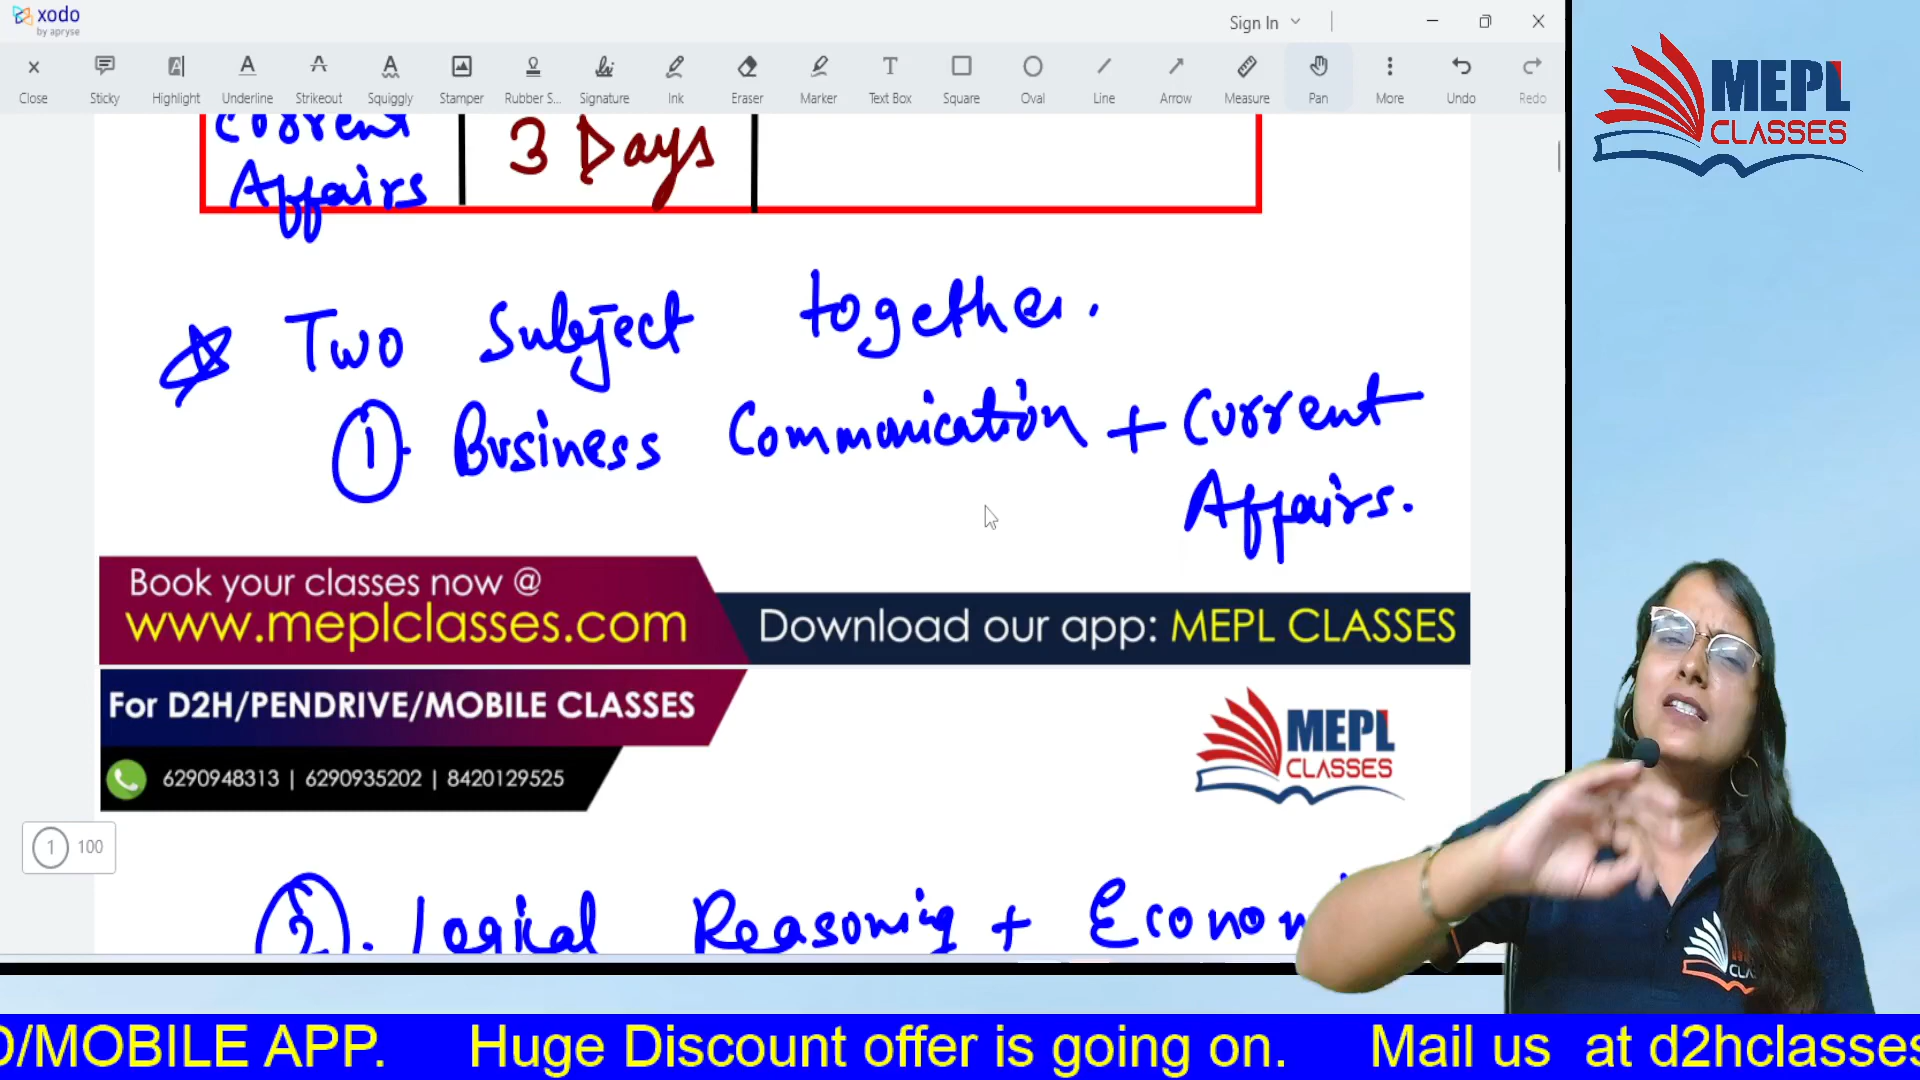 xodo
by apryse
Sign In
Close Sticky Highlight Underline Strikeout Squiggly Stamper Rubber S... Signature Ink Eraser Marker Text Box Square Oval Line Arrow Measure Pan More Undo Redo
MEPL
CLASSES
Current
Affairs
3 Days
Two Subject together.
1. Business Communication + Current
Affairs.
Book your classes now @
www.meplclasses.com
Download our app: MEPL CLASSES
For D2H/PENDRIVE/MOBILE CLASSES
6290948313 | 6290935202 | 8420129525
MEPL
CLASSES
1 100
2. Logical Reasoning + Econom
D/MOBILE APP. Huge Discount offer is going on. Mail us at d2hclasses